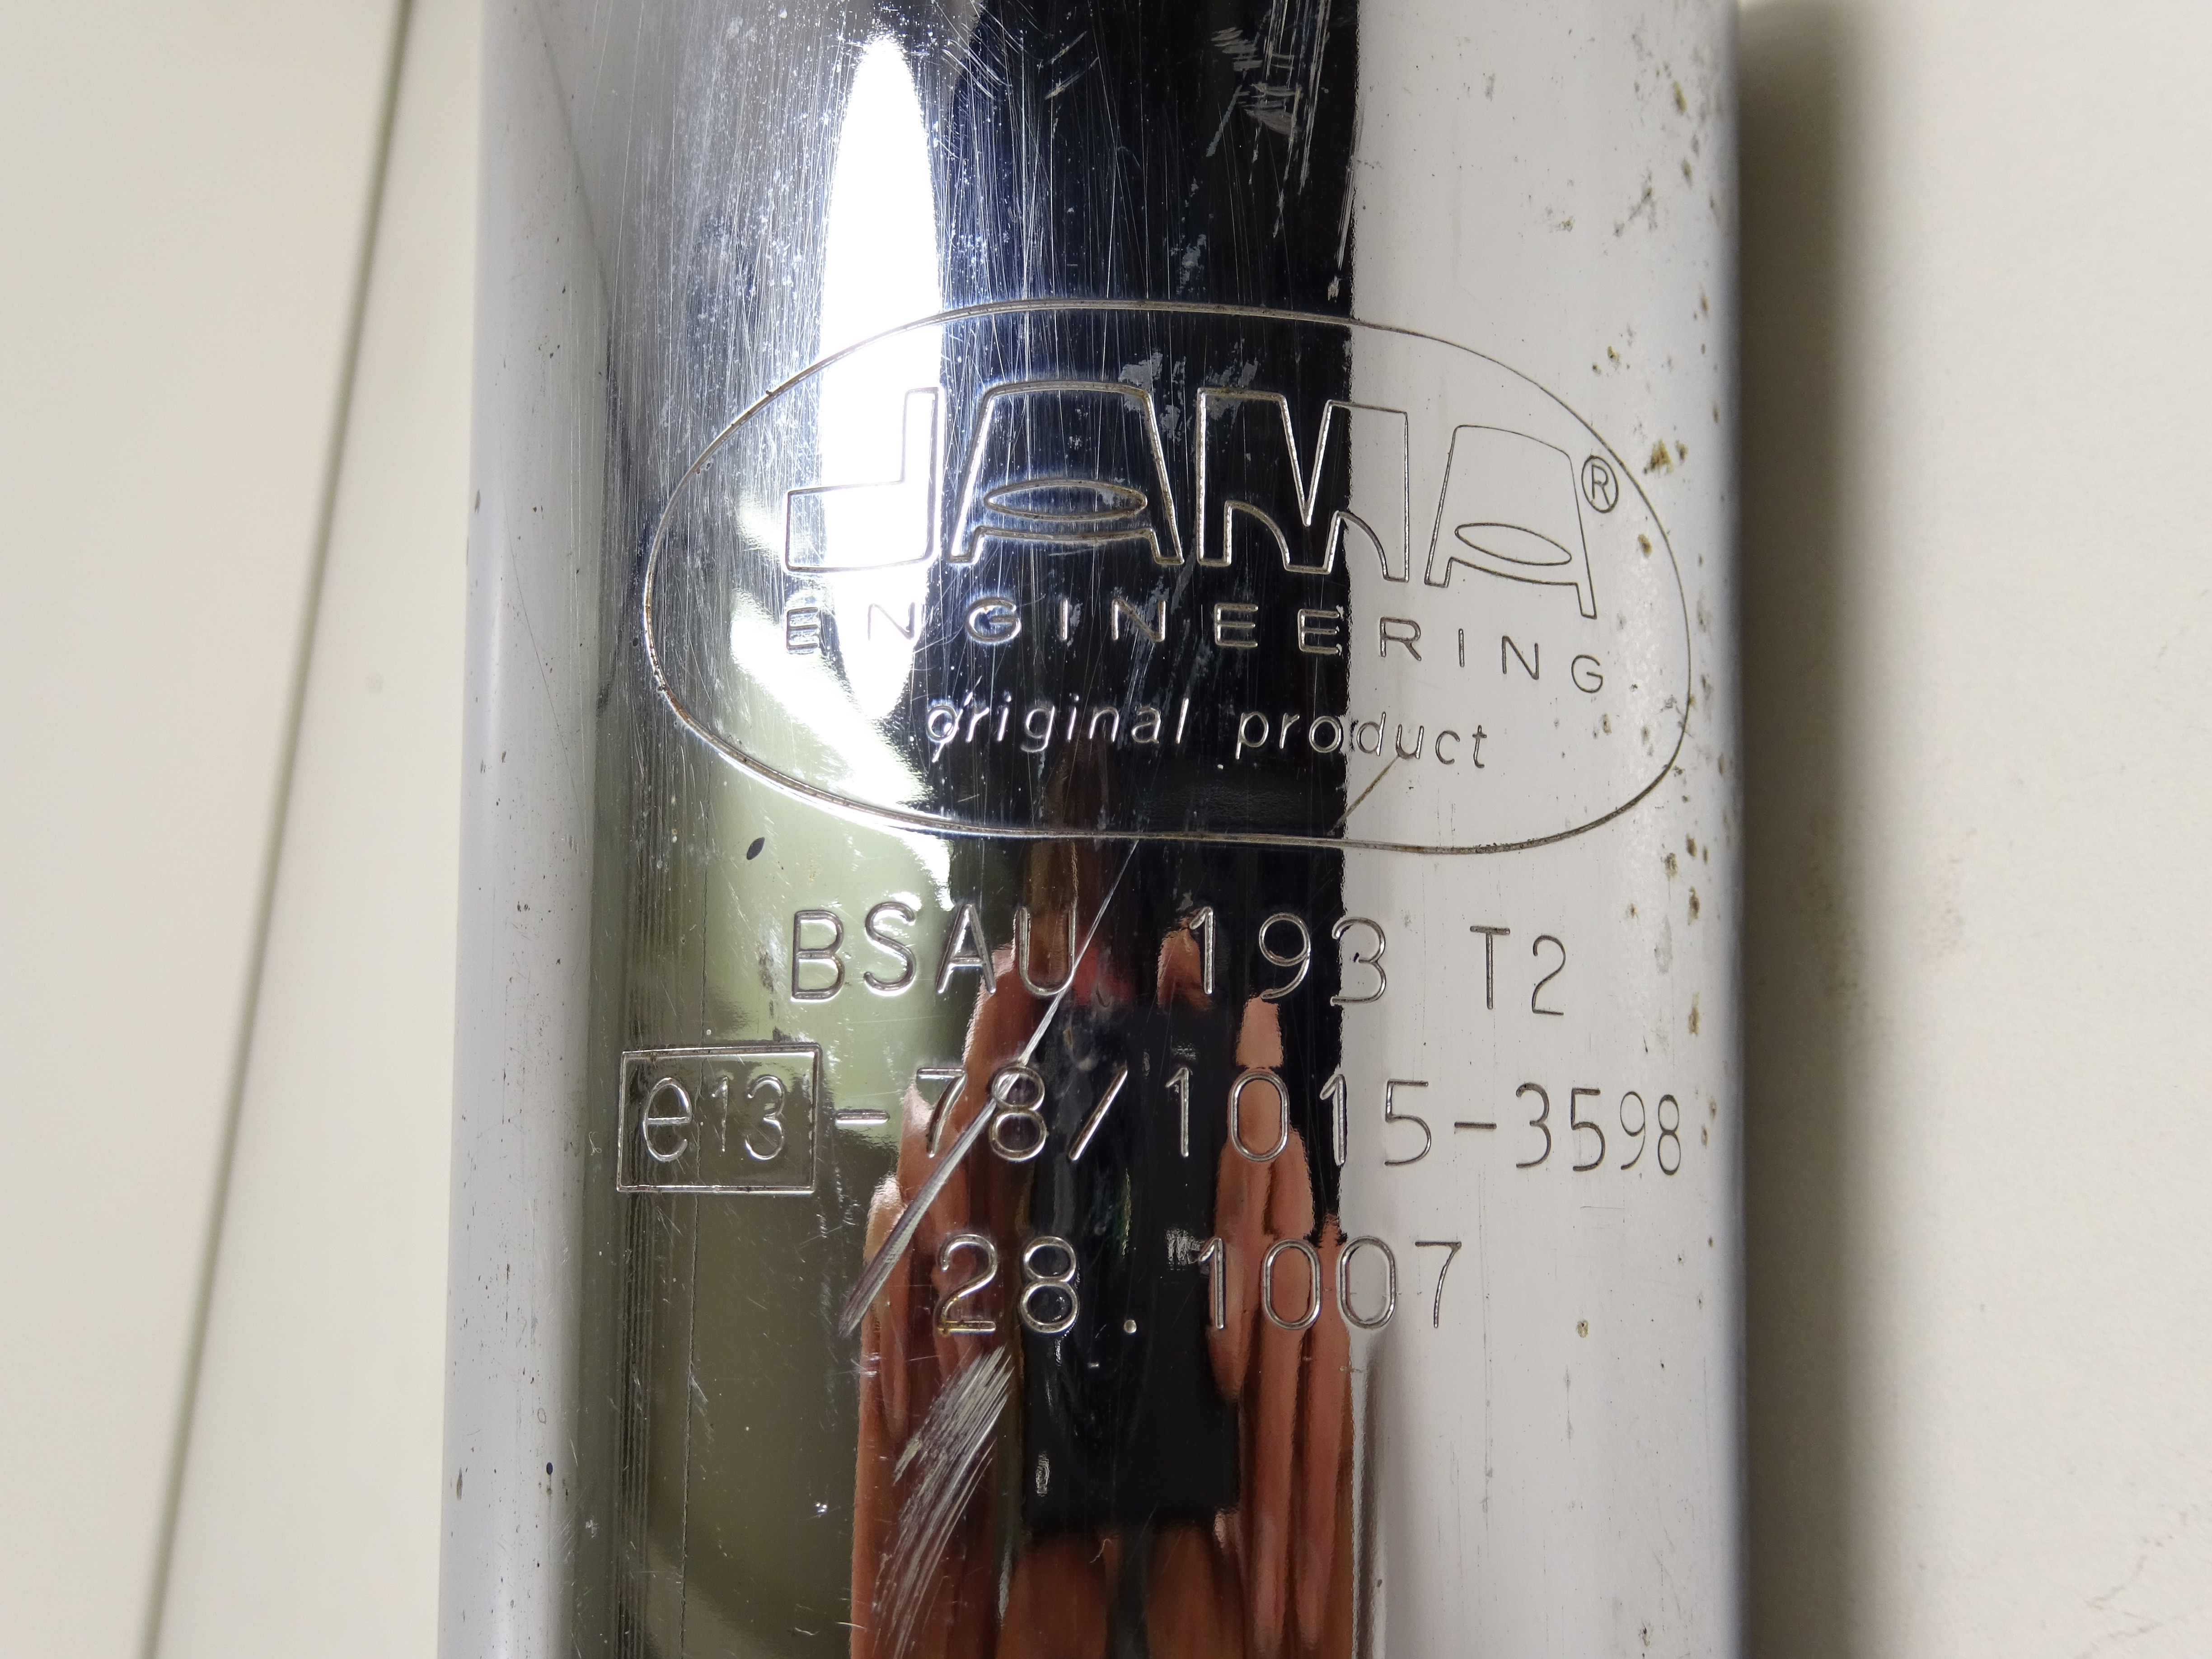 JAMA®
ENGINEERING
original product
BSAU 193 T2
e13-78/1015-3598
28.1007